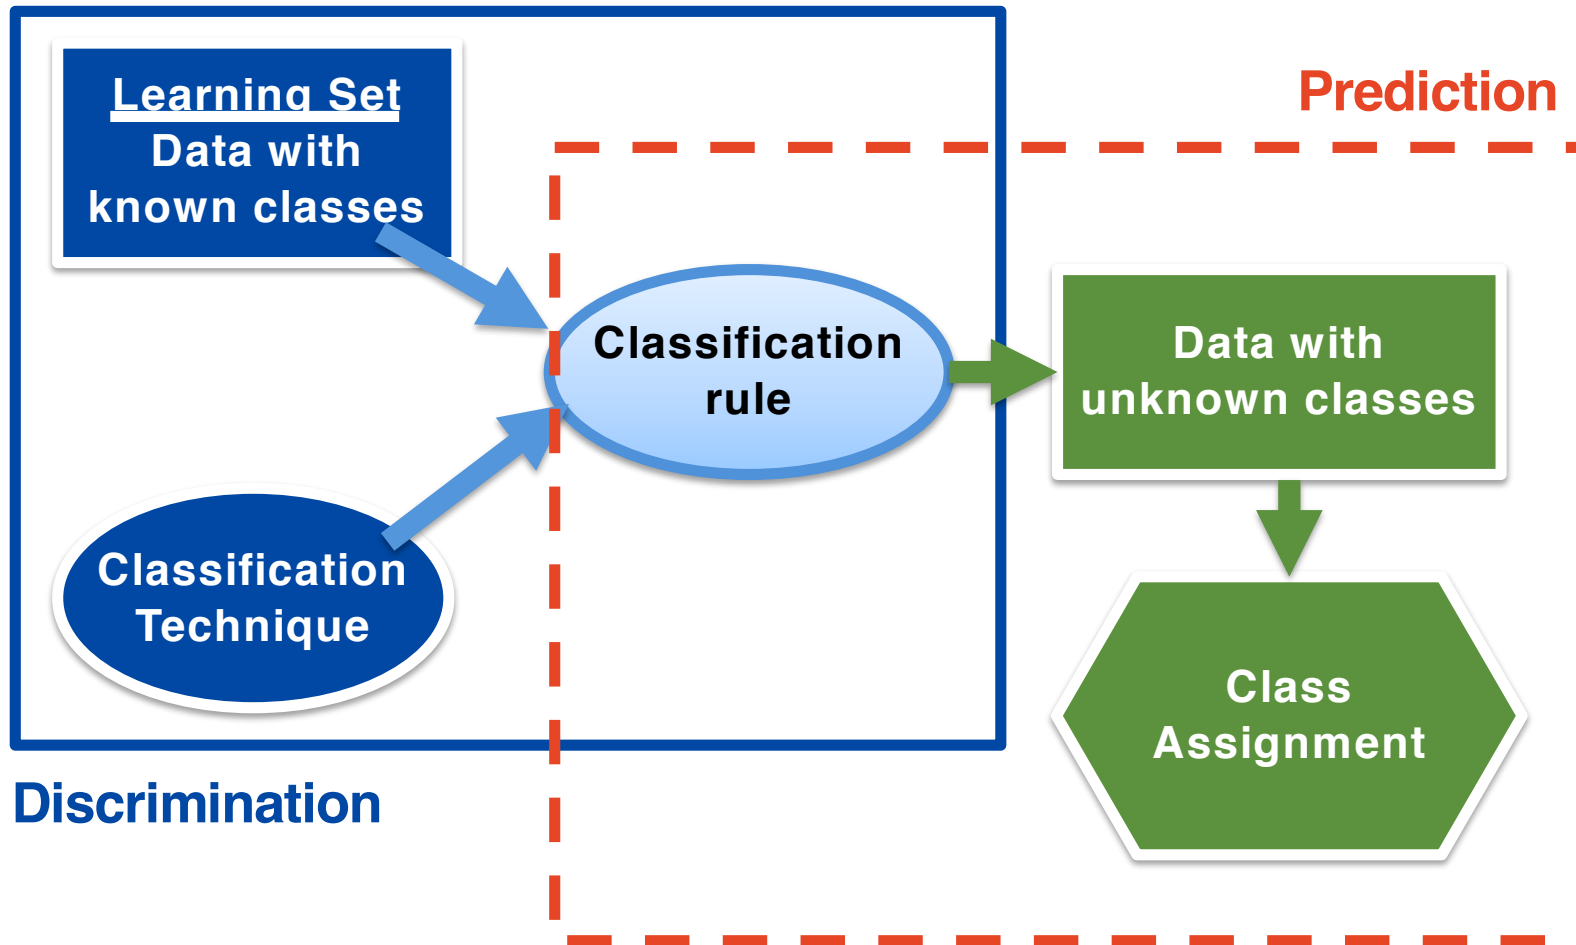 Learning Set
Data with
known classes
Prediction
Classification
rule
Data with
unknown classes
Classification
Technique
Class
Assignment
Discrimination